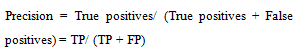 Precision = True positives/ (True positives + False
positives) = TP/ (TP + FP)